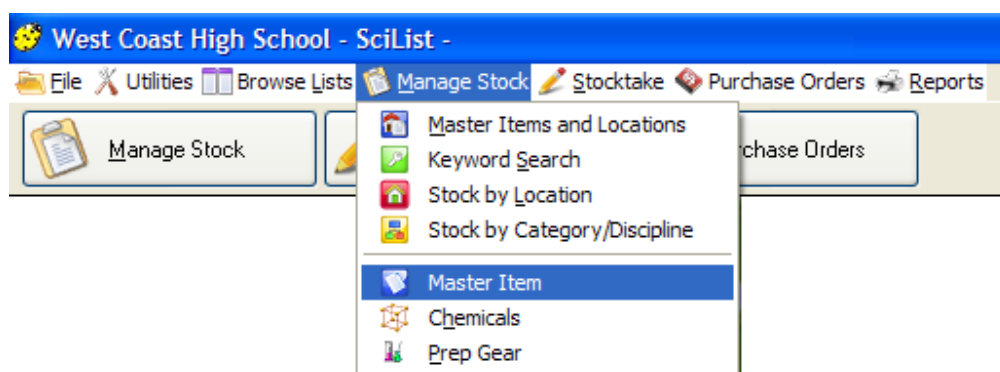 West Coast High School - SciList -
File Utilities Browse Lists Manage Stock Stocktake Purchase Orders Reports
Manage Stock
chase Orders
Master Items and Locations
Keyword Search
Stock by Location
Stock by Category/Discipline
Master Item
Chemicals
Prep Gear